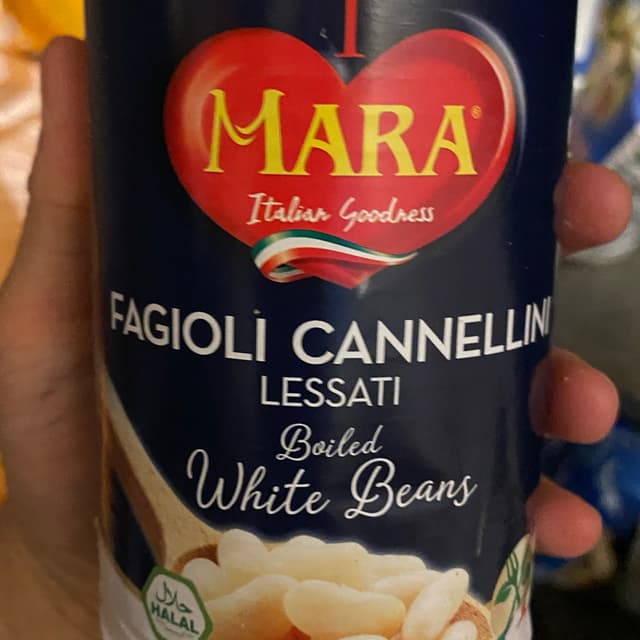 MARA®
Italian Goodness
FAGIOLI CANNELLINI
LESSATI
Boiled
White Beans
حلال
HALAL